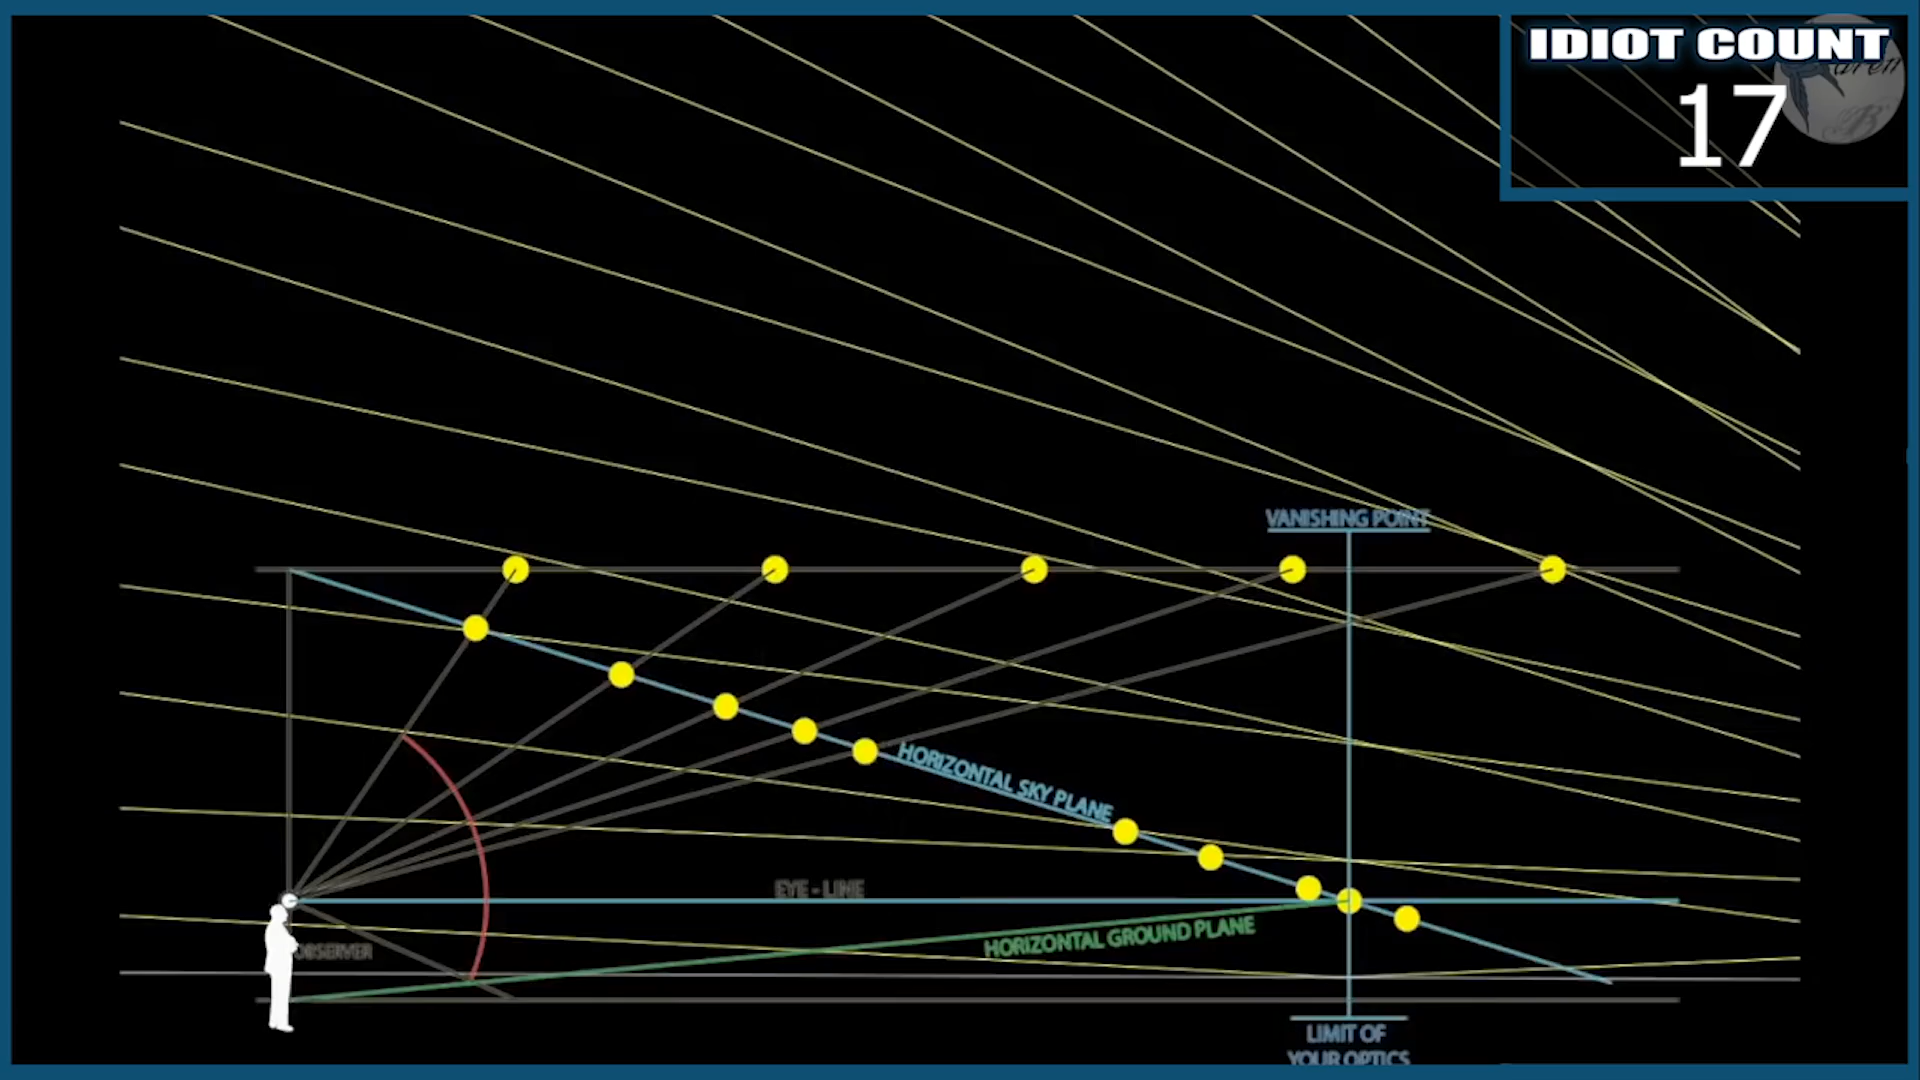 IDIOT COUNT
17
VANISHING POINT
HORIZONTAL SKY PLANE
EYE - LINE
HORIZONTAL GROUND PLANE
OBSERVER
LIMIT OF
YOUR OPTICS